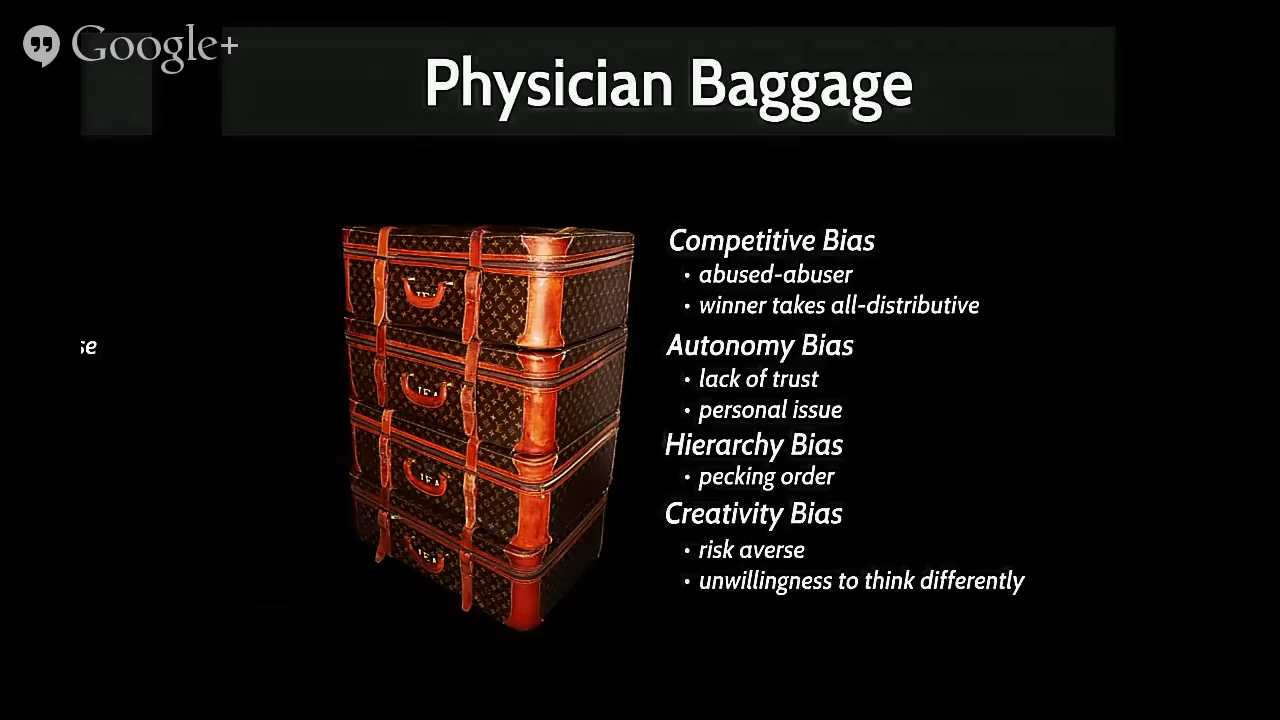 Google+
Physician Baggage
Competitive Bias
• abused-abuser
• winner takes all-distributive
se
Autonomy Bias
• lack of trust
• personal issue
Hierarchy Bias
• pecking order
Creativity Bias
• risk averse
• unwillingness to think differently